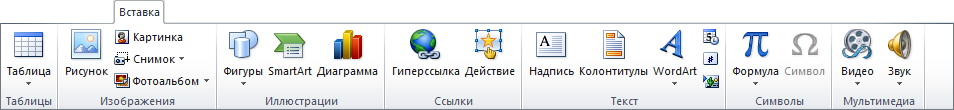 Вставка
Таблица
Рисунок
Картинка
Снимок
Фотоальбом
Фигуры
SmartArt
Диаграмма
Гиперссылка
Действие
Надпись
Колонтитулы
WordArt
Формула
Символ
Видео
Звук
Таблицы
Изображения
Иллюстрации
Ссылки
Текст
Символы
Мультимедиа